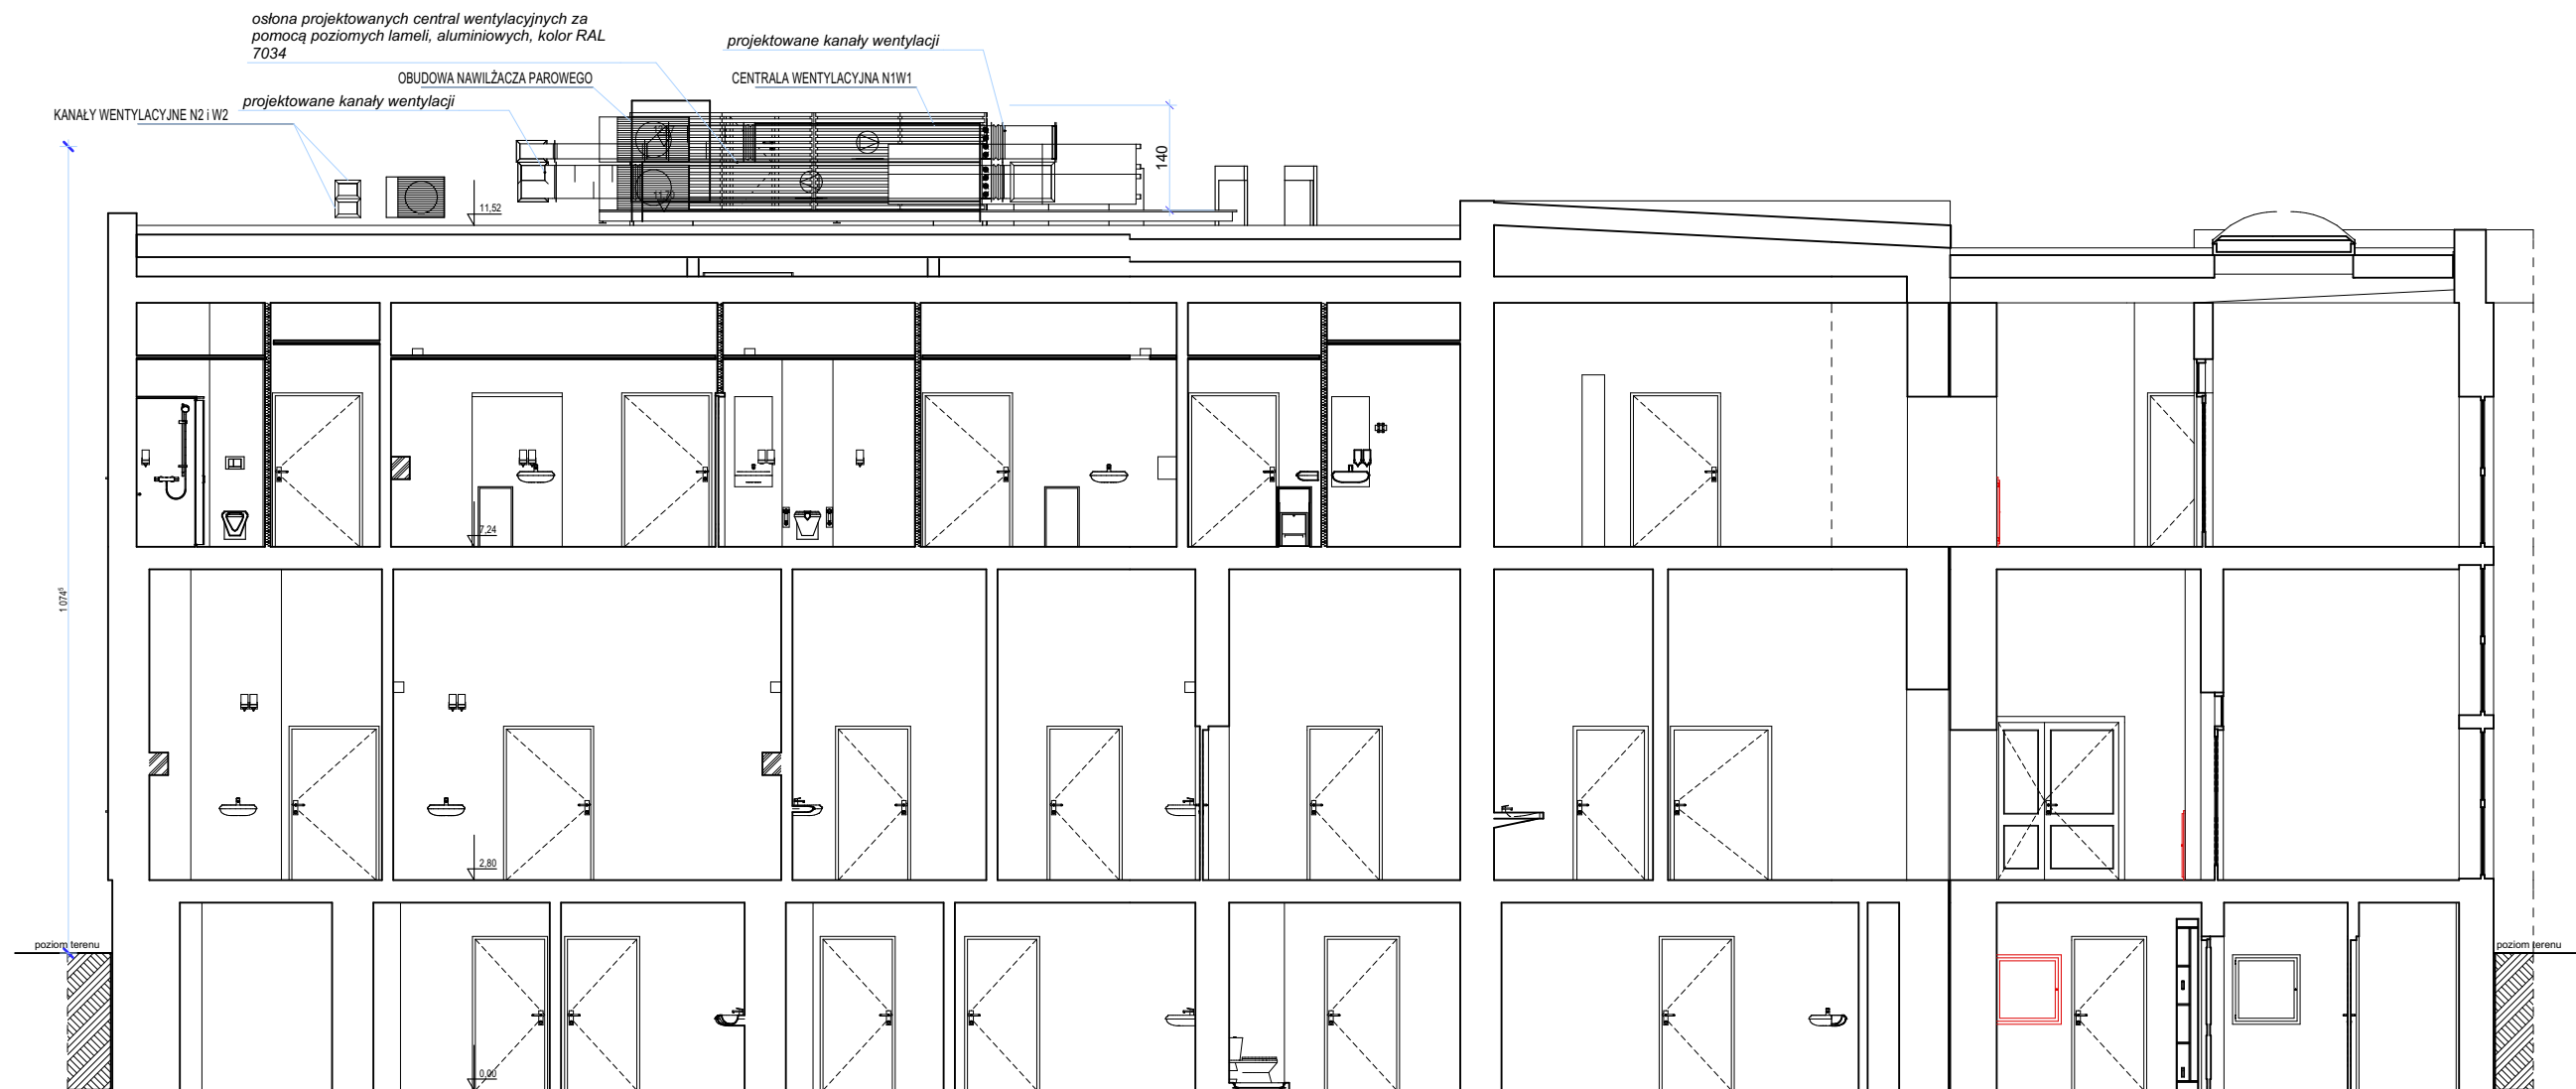 osłona projektowanych central wentylacyjnych za
pomocą poziomych lameli, aluminiowych, kolor RAL
7034
projektowane kanały wentylacji
OBUDOWA NAWILŻACZA PAROWEGO
CENTRALA WENTYLACYJNA N1W1
projektowane kanały wentylacji
KANAŁY WENTYLACYJNE N2 i W2
140
11,52
7,24
1 074⁵
2,80
poziom terenu
poziom terenu
0,00